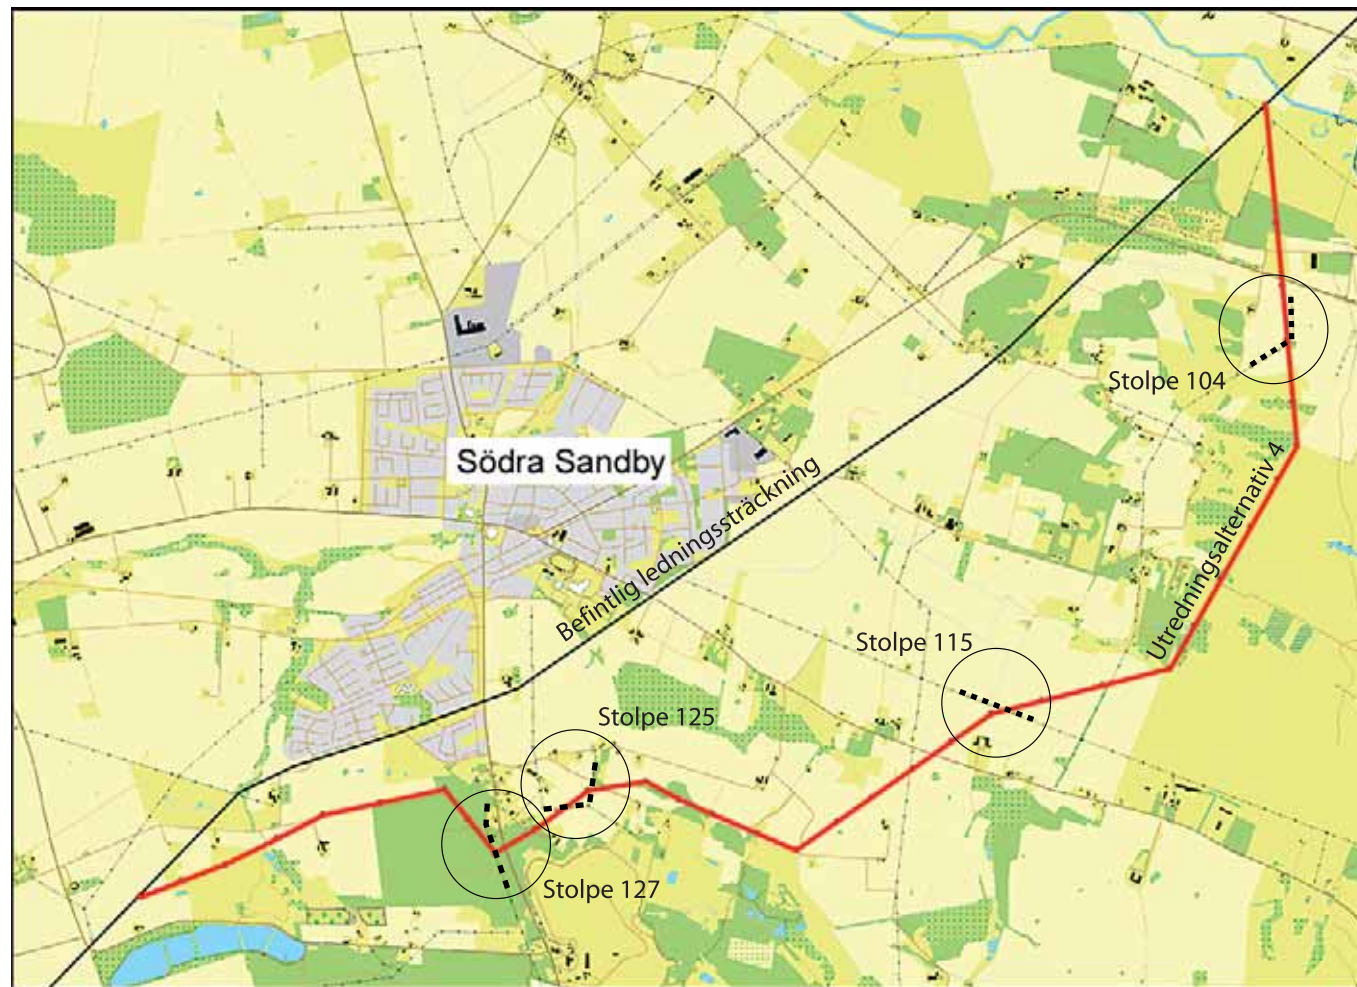 Stolpe 104
Södra Sandby
Befintlig ledningssträckning
Utredningsalternativ 4
Stolpe 115
Stolpe 125
Stolpe 127